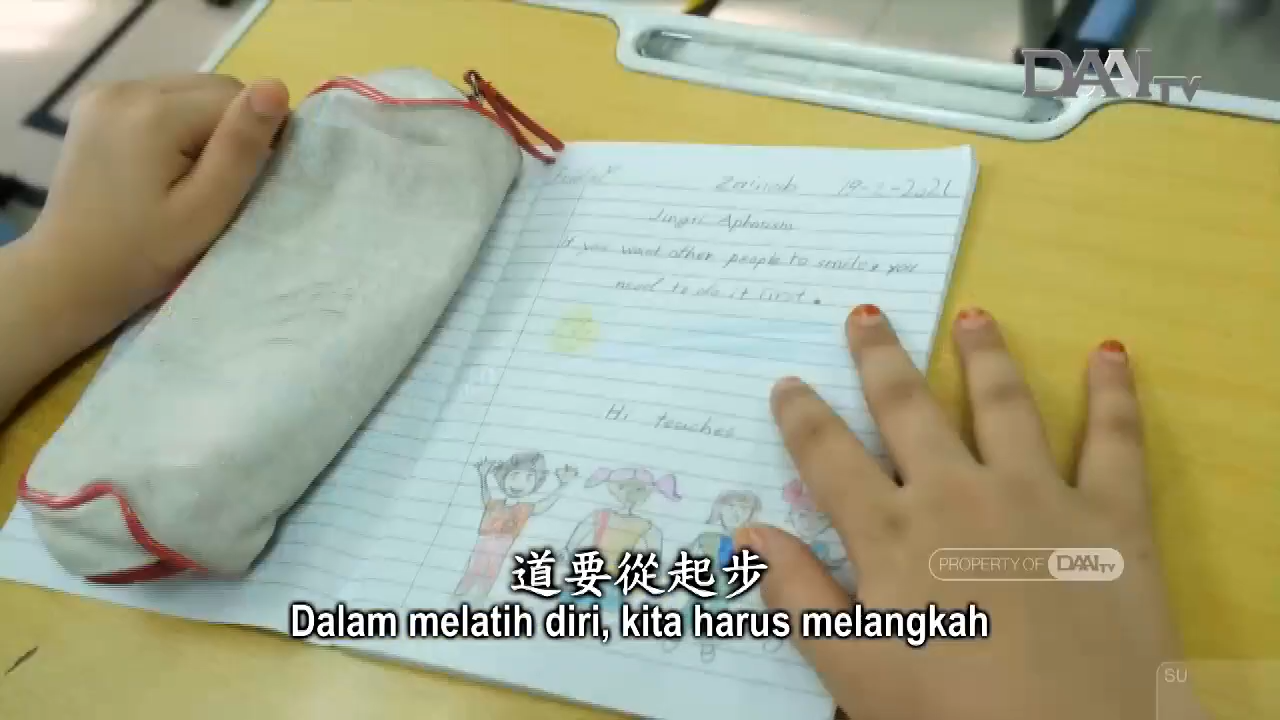 DAAI TV
Zainab 19-2-2021
Jingsi Aphorism
If you want other people to smile, you
need to do it first.
Hi teacher
PROPERTY OF DAAI TV
道要從起步
Dalam melatih diri, kita harus melangkah
SU